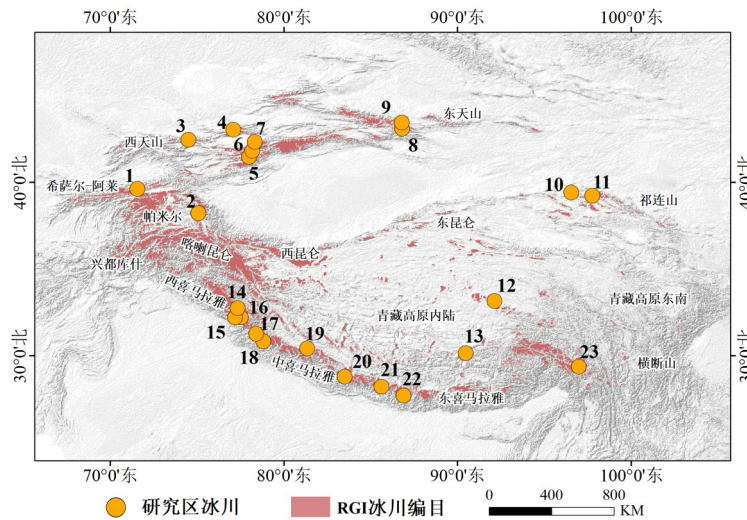 70°0'东 80°0'东 90°0'东 100°0'东
9
东天山
4
7
3
西天山
6
8
5
40°0'北 40°0'北
1
希萨尔-阿莱
10
11
祁连山
2
帕米尔
东昆仑
喀喇昆仑
西昆仑
兴都库什
12
14
西喜马拉雅
16
青藏高原内陆
青藏高原东南
15
17
13
19
18
30°0'北 30°0'北
23
横断山
中喜马拉雅
20
21
22
东喜马拉雅
70°0'东 80°0'东 90°0'东 100°0'东
研究区冰川 RGI冰川编目
0 400 800
KM